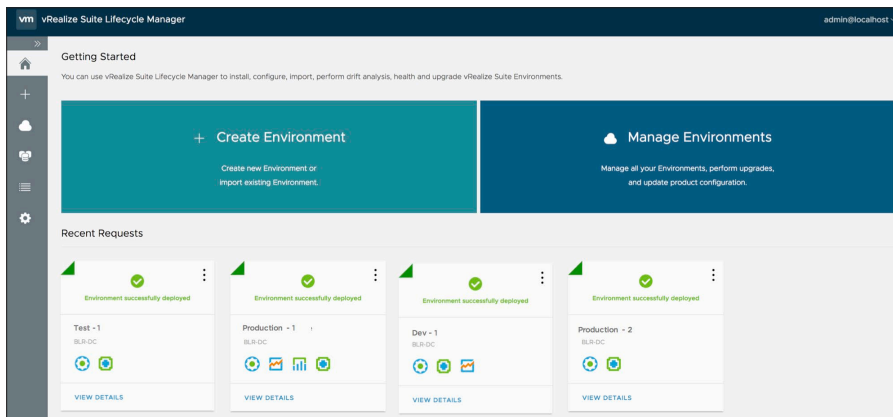 vm vRealize Suite Lifecycle Manager
admin@localhost
Getting Started
You can use vRealize Suite Lifecycle Manager to install, configure, import, perform drift analysis, health and upgrade vRealize Suite Environments.
+ Create Environment
Create new Environment or
import existing Environment.
Manage Environments
Manage all your Environments, perform upgrades,
and update product configuration.
Recent Requests
Environment successfully deployed
Test - 1
BLR-DC
VIEW DETAILS
Environment successfully deployed
Production - 1
BLR-DC
VIEW DETAILS
Environment successfully deployed
Dev - 1
BLR-DC
VIEW DETAILS
Environment successfully deployed
Production - 2
BLR-DC
VIEW DETAILS